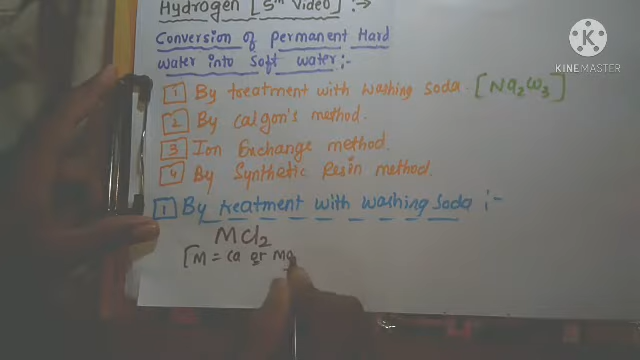 Hydrogen [5th Video] :→
Conversion of permanent Hard
water into soft water :-
1 By treatment with washing soda. [Na2CO3]
2 By calgon's method.
3 Ion Exchange method.
4 By Synthetic Resin method.
1 By treatment with washing Soda :-
MCl2
[M = Ca or Mg
KINEMASTER